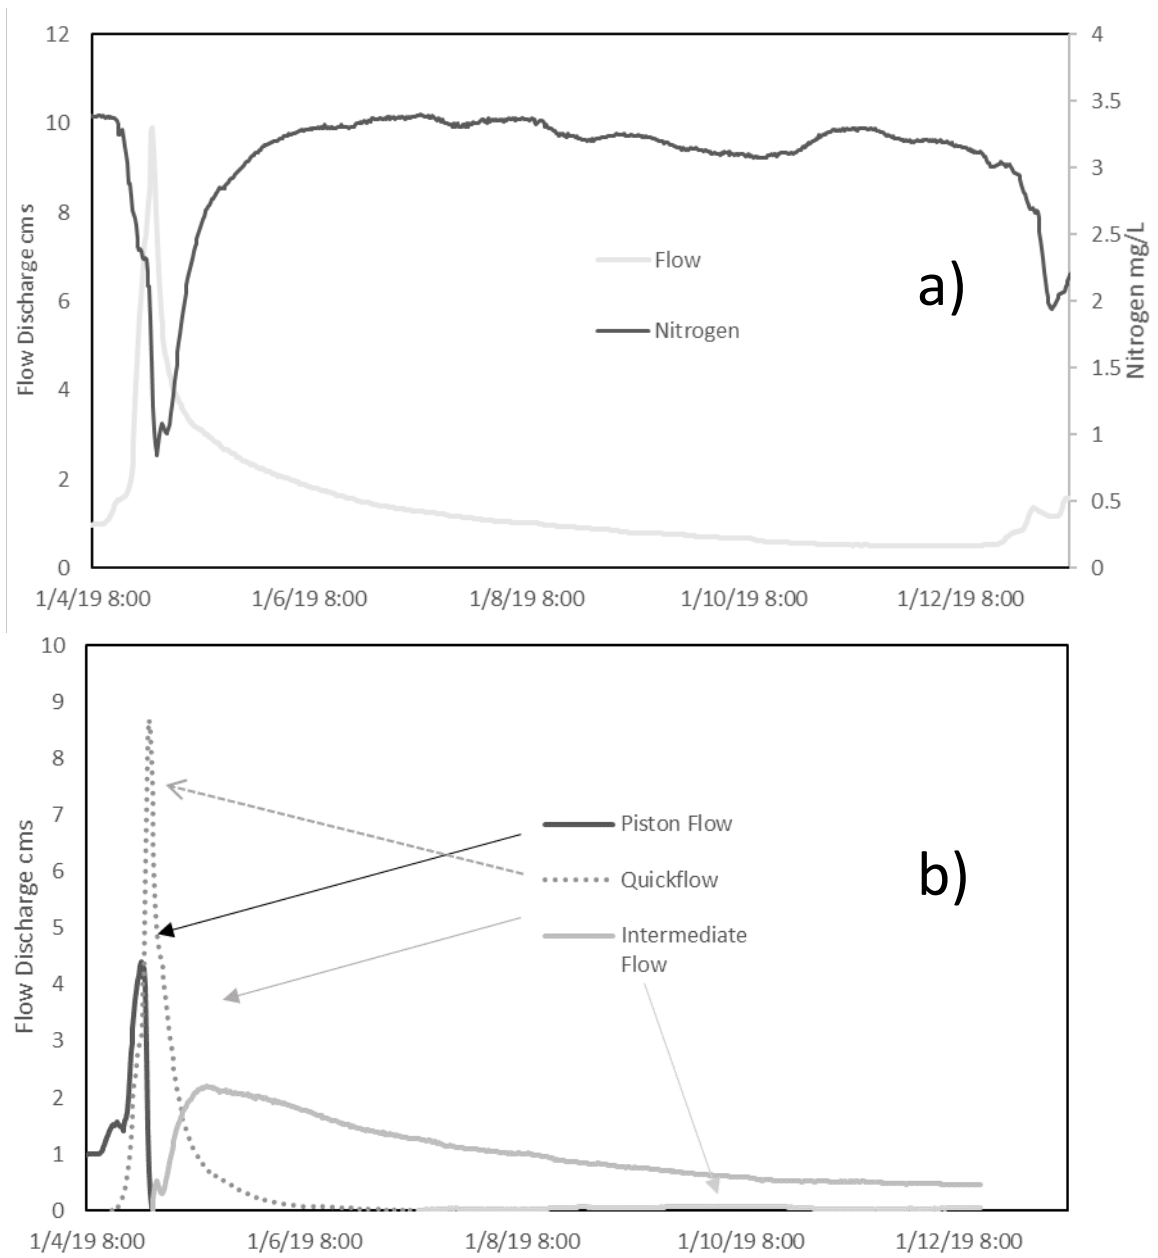 12
10
8
6
4
2
0
Flow Discharge cms
4
3.5
3
2.5
2
1.5
1
0.5
0
Nitrogen mg/L
Flow
Nitrogen
a)
1/4/19 8:00 1/6/19 8:00 1/8/19 8:00 1/10/19 8:00 1/12/19 8:00
10
9
8
7
6
5
4
3
2
1
0
Flow Discharge cms
Piston Flow
Quickflow
Intermediate
Flow
b)
1/4/19 8:00 1/6/19 8:00 1/8/19 8:00 1/10/19 8:00 1/12/19 8:00